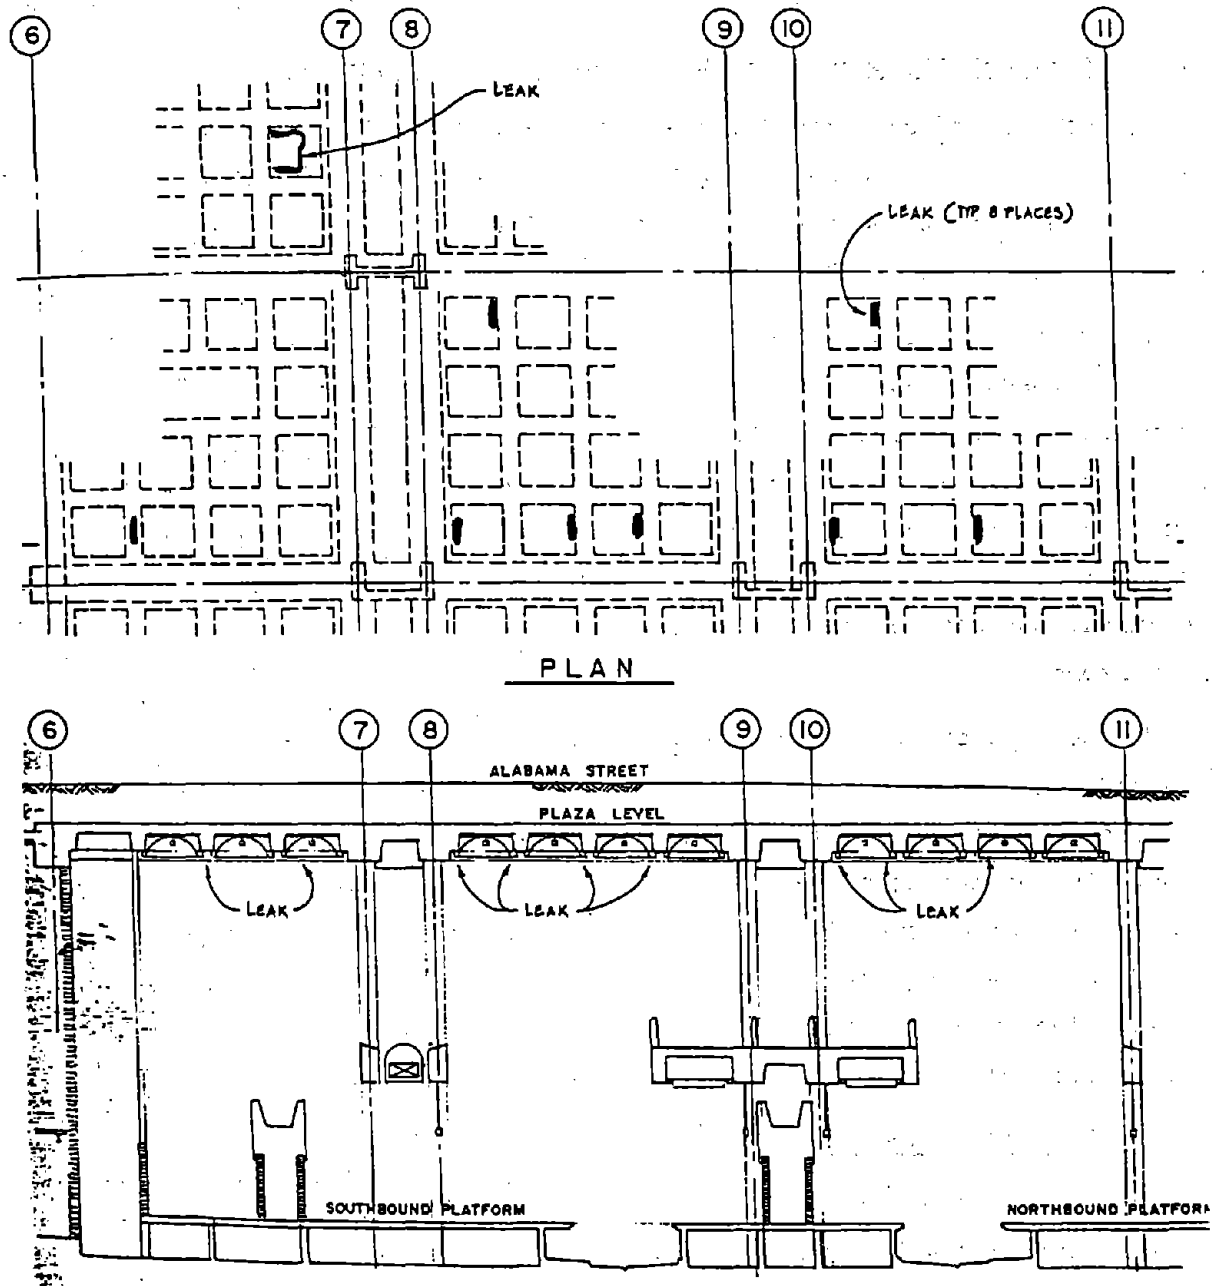 6 7 8 9 10 11
LEAK
LEAK (TYP 8 PLACES)
PLAN
6 7 8 9 10 11
ALABAMA STREET
PLAZA LEVEL
LEAK LEAK LEAK
SOUTHBOUND PLATFORM NORTHBOUND PLATFORM